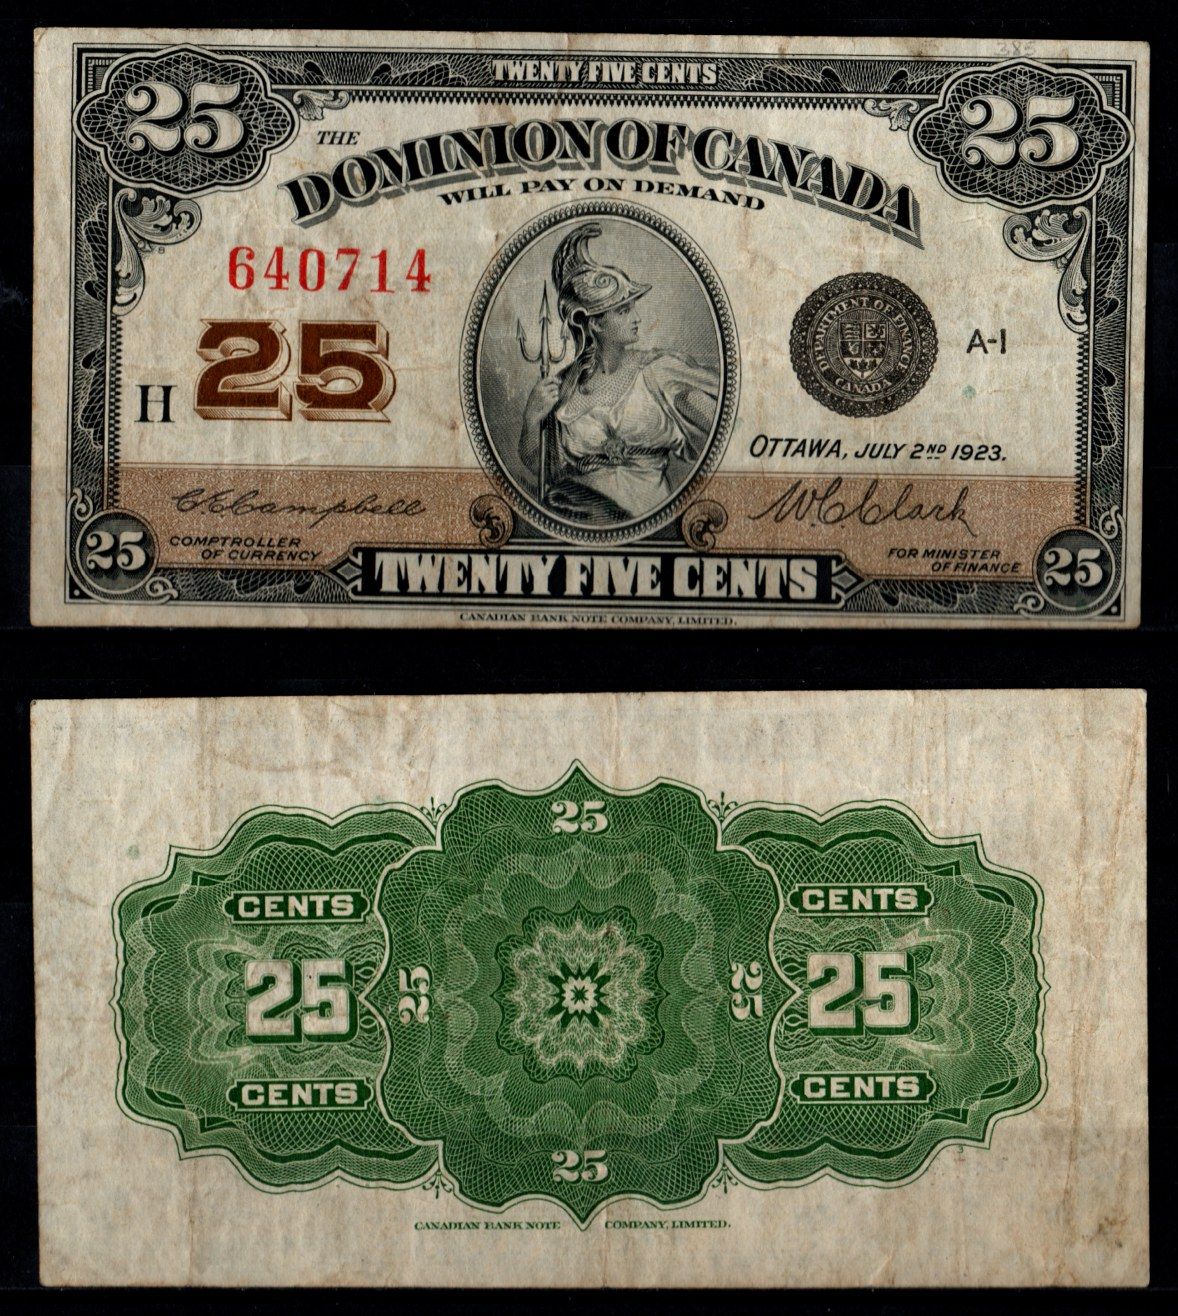 385
TWENTY FIVE CENTS
25 25
THE
DOMINION OF CANADA
WILL PAY ON DEMAND
640714
25
H
DEPARTMENT OF FINANCE
CANADA
A-1
OTTAWA, JULY 2ND 1923.
C.E. Campbell
W.C. Clark
COMPTROLLER
OF CURRENCY
FOR MINISTER
OF FINANCE
25 25
TWENTY FIVE CENTS
CANADIAN BANK NOTE COMPANY, LIMITED.
25
CENTS CENTS
25 25 25 25
CENTS CENTS
25
3
CANADIAN BANK NOTE COMPANY, LIMITED.